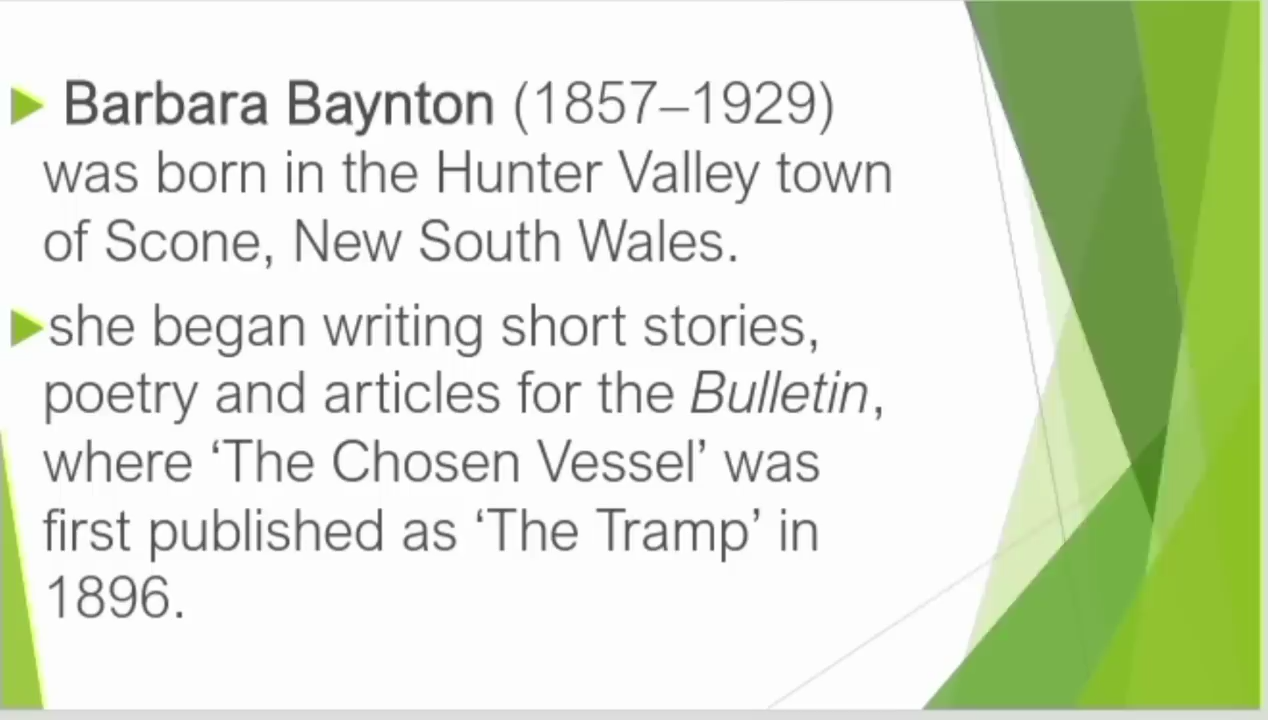 Barbara Baynton (1857–1929)
was born in the Hunter Valley town
of Scone, New South Wales.
she began writing short stories,
poetry and articles for the Bulletin,
where ‘The Chosen Vessel’ was
first published as ‘The Tramp’ in
1896.